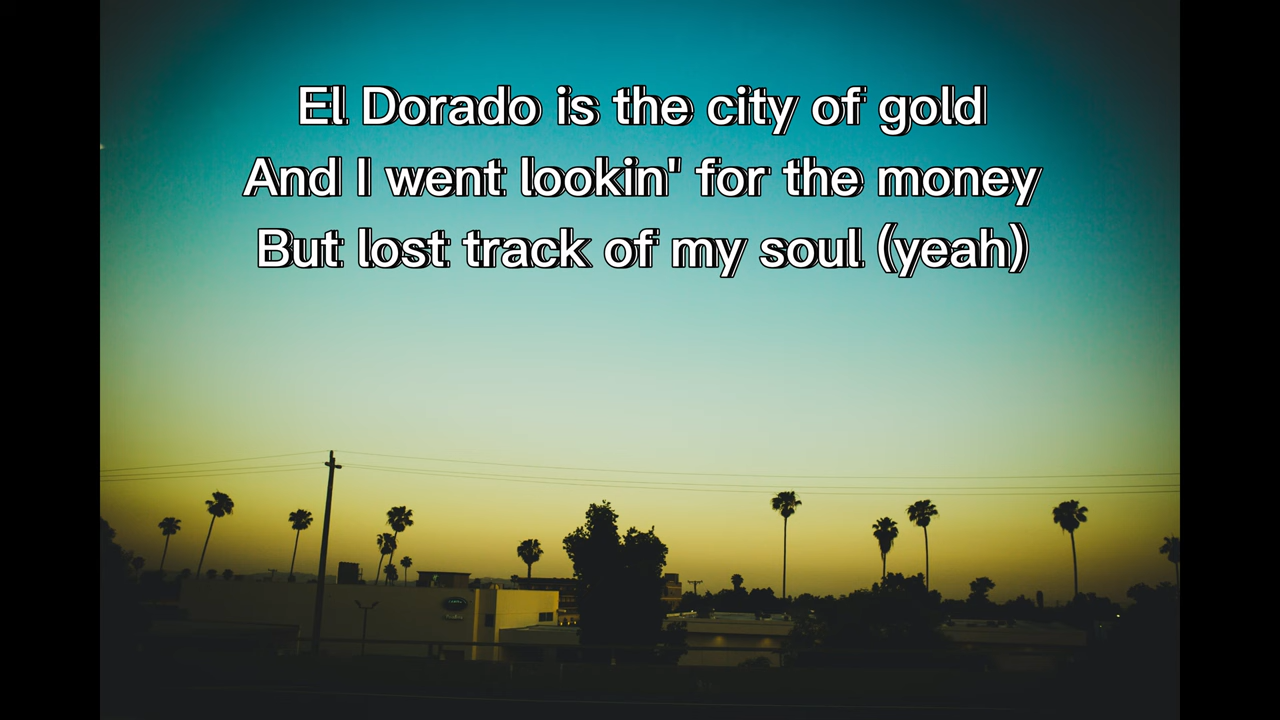 El Dorado is the city of gold
And I went lookin' for the money
But lost track of my soul (yeah)